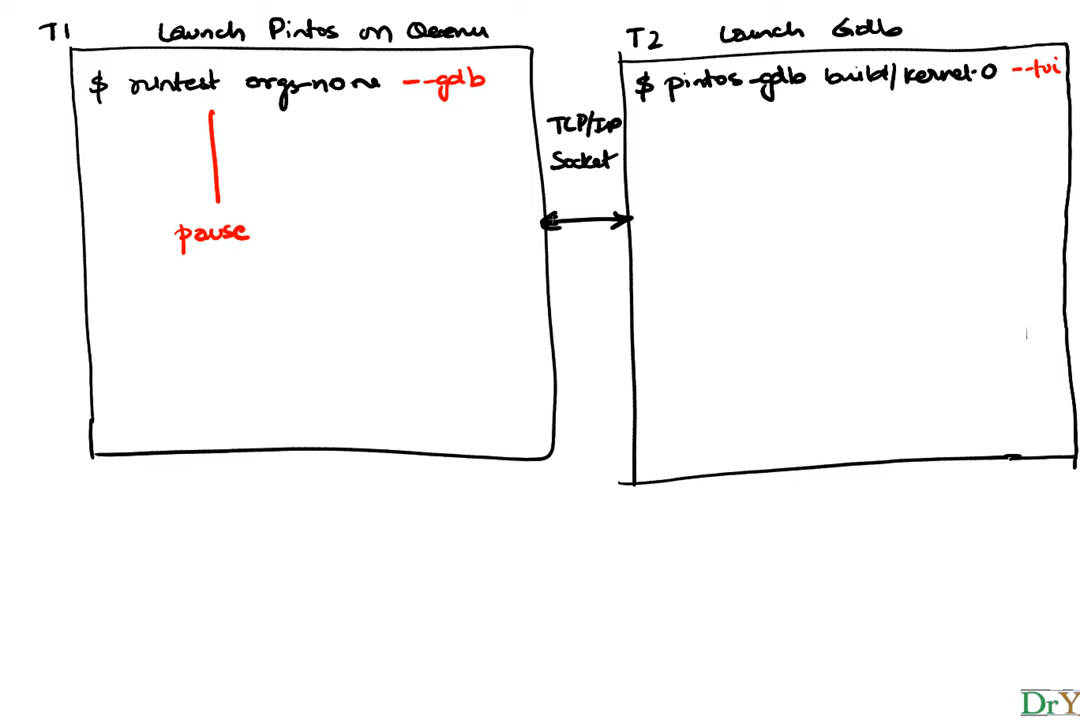 T1 Launch Pintos on Qemu
$ runtest args-none --gdb
pause
TCP/IP
Socket
T2 Launch Gdb
$ pintos-gdb build/kernel.o --tui
DrY